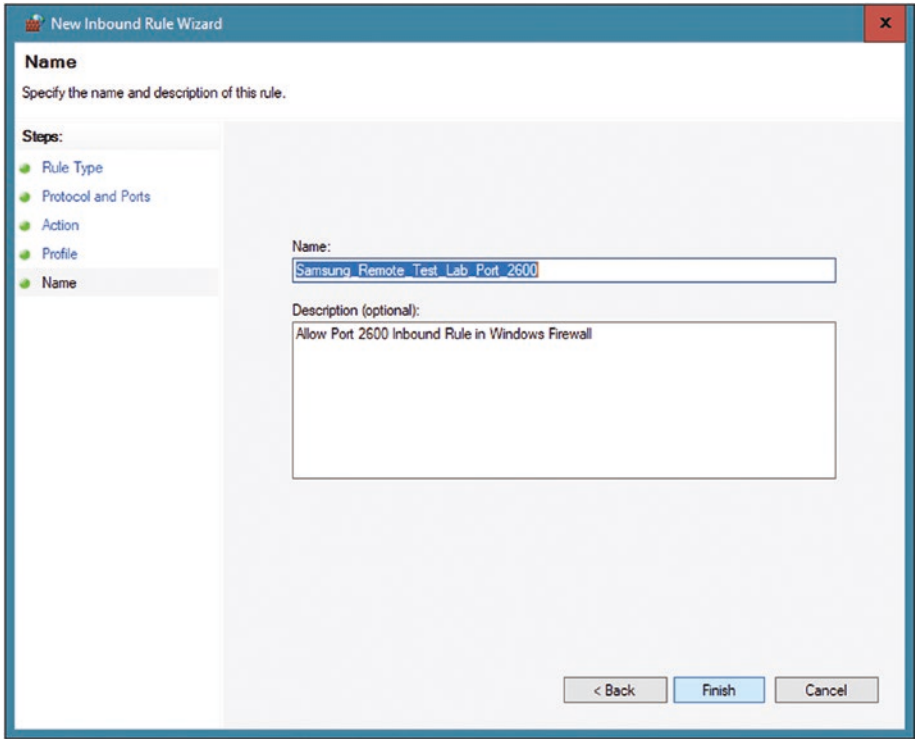 New Inbound Rule Wizard
x
Name
Specify the name and description of this rule.
Steps:
Rule Type
Protocol and Ports
Action
Profile
Name
Name:
Samsung_Remote_Test_Lab_Port_2600
Description (optional):
Allow Port 2600 Inbound Rule in Windows Firewall
< Back
Finish
Cancel